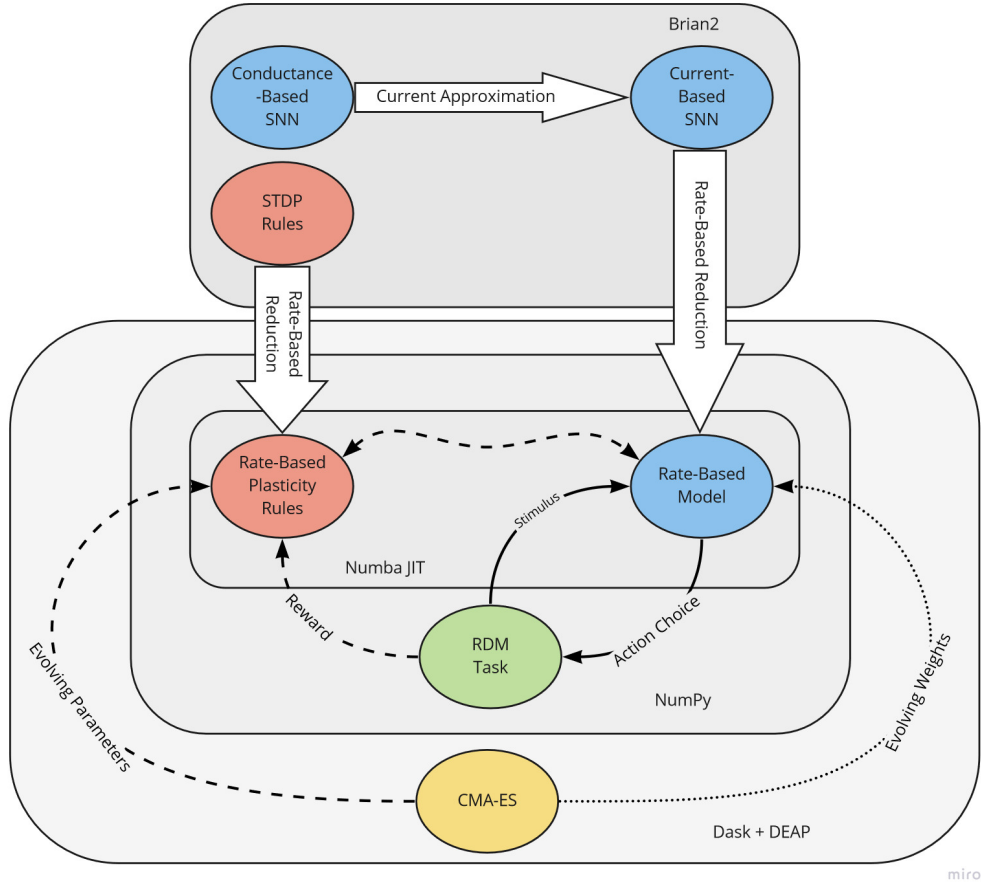 Brian2
Conductance
-Based
SNN
Current Approximation
Current-
Based
SNN
STDP
Rules
Rate-Based
Reduction
Rate-Based Reduction
Rate-Based
Plasticity
Rules
Rate-Based
Model
Stimulus
Numba JIT
Reward
Action Choice
RDM
Task
NumPy
Evolving Parameters
Evolving Weights
CMA-ES
Dask + DEAP
miro